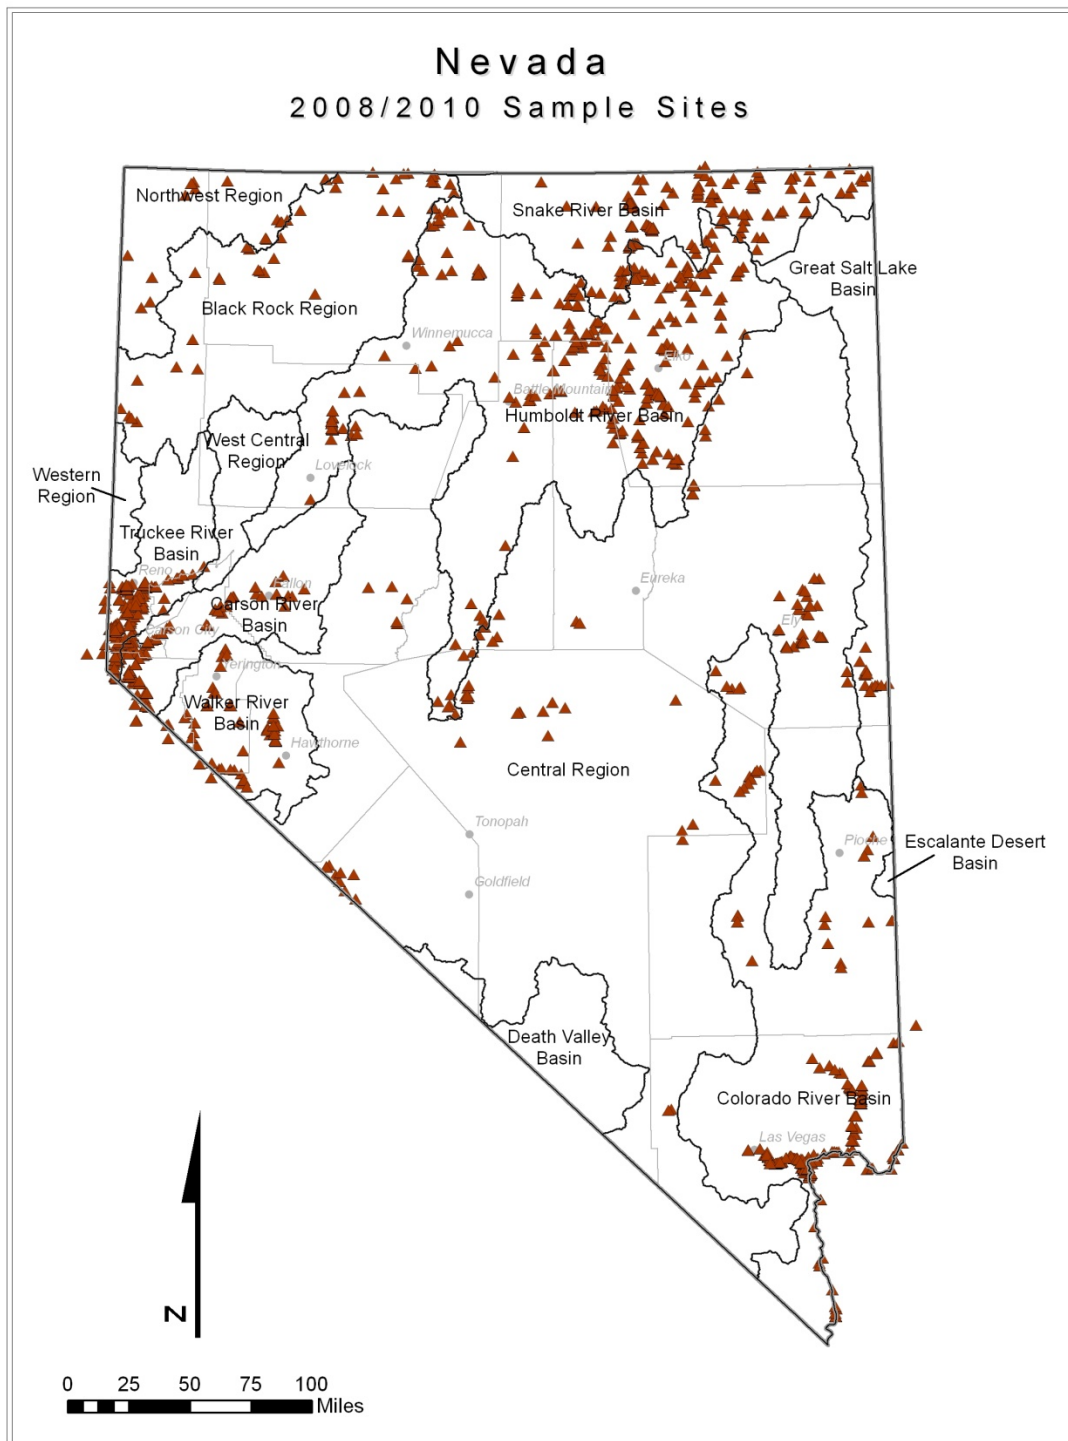 Nevada
2008/2010 Sample Sites
Northwest Region
Snake River Basin
Great Salt Lake
Basin
Black Rock Region
Winnemucca
Elko
Battle Mountain
Humboldt River Basin
West Central
Region
Lovelock
Western
Region
Truckee River
Basin
Reno
Fallon
Eureka
Carson River
Basin
Carson City
Ely
Yerington
Walker River
Basin
Hawthorne
Central Region
Tonopah
Pioche
Escalante Desert
Basin
Goldfield
Death Valley
Basin
Colorado River Basin
Las Vegas
N
0 25 50 75 100
Miles